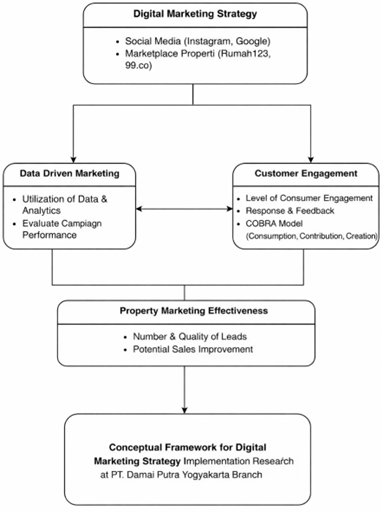 Digital Marketing Strategy
• Social Media (Instagram, Google)
• Marketplace Properti (Rumah123,
99.co)
Data Driven Marketing
• Utilization of Data &
Analytics
• Evaluate Campiagn
Performance
Customer Engagement
• Level of Consumer Engagement
• Response & Feedback
• COBRA Model
(Consumption, Contribution, Creation)
Property Marketing Effectiveness
• Number & Quality of Leads
• Potential Sales Improvement
Conceptual Framework for Digital
Marketing Strategy Implementation Research
at PT. Damai Putra Yogyakarta Branch